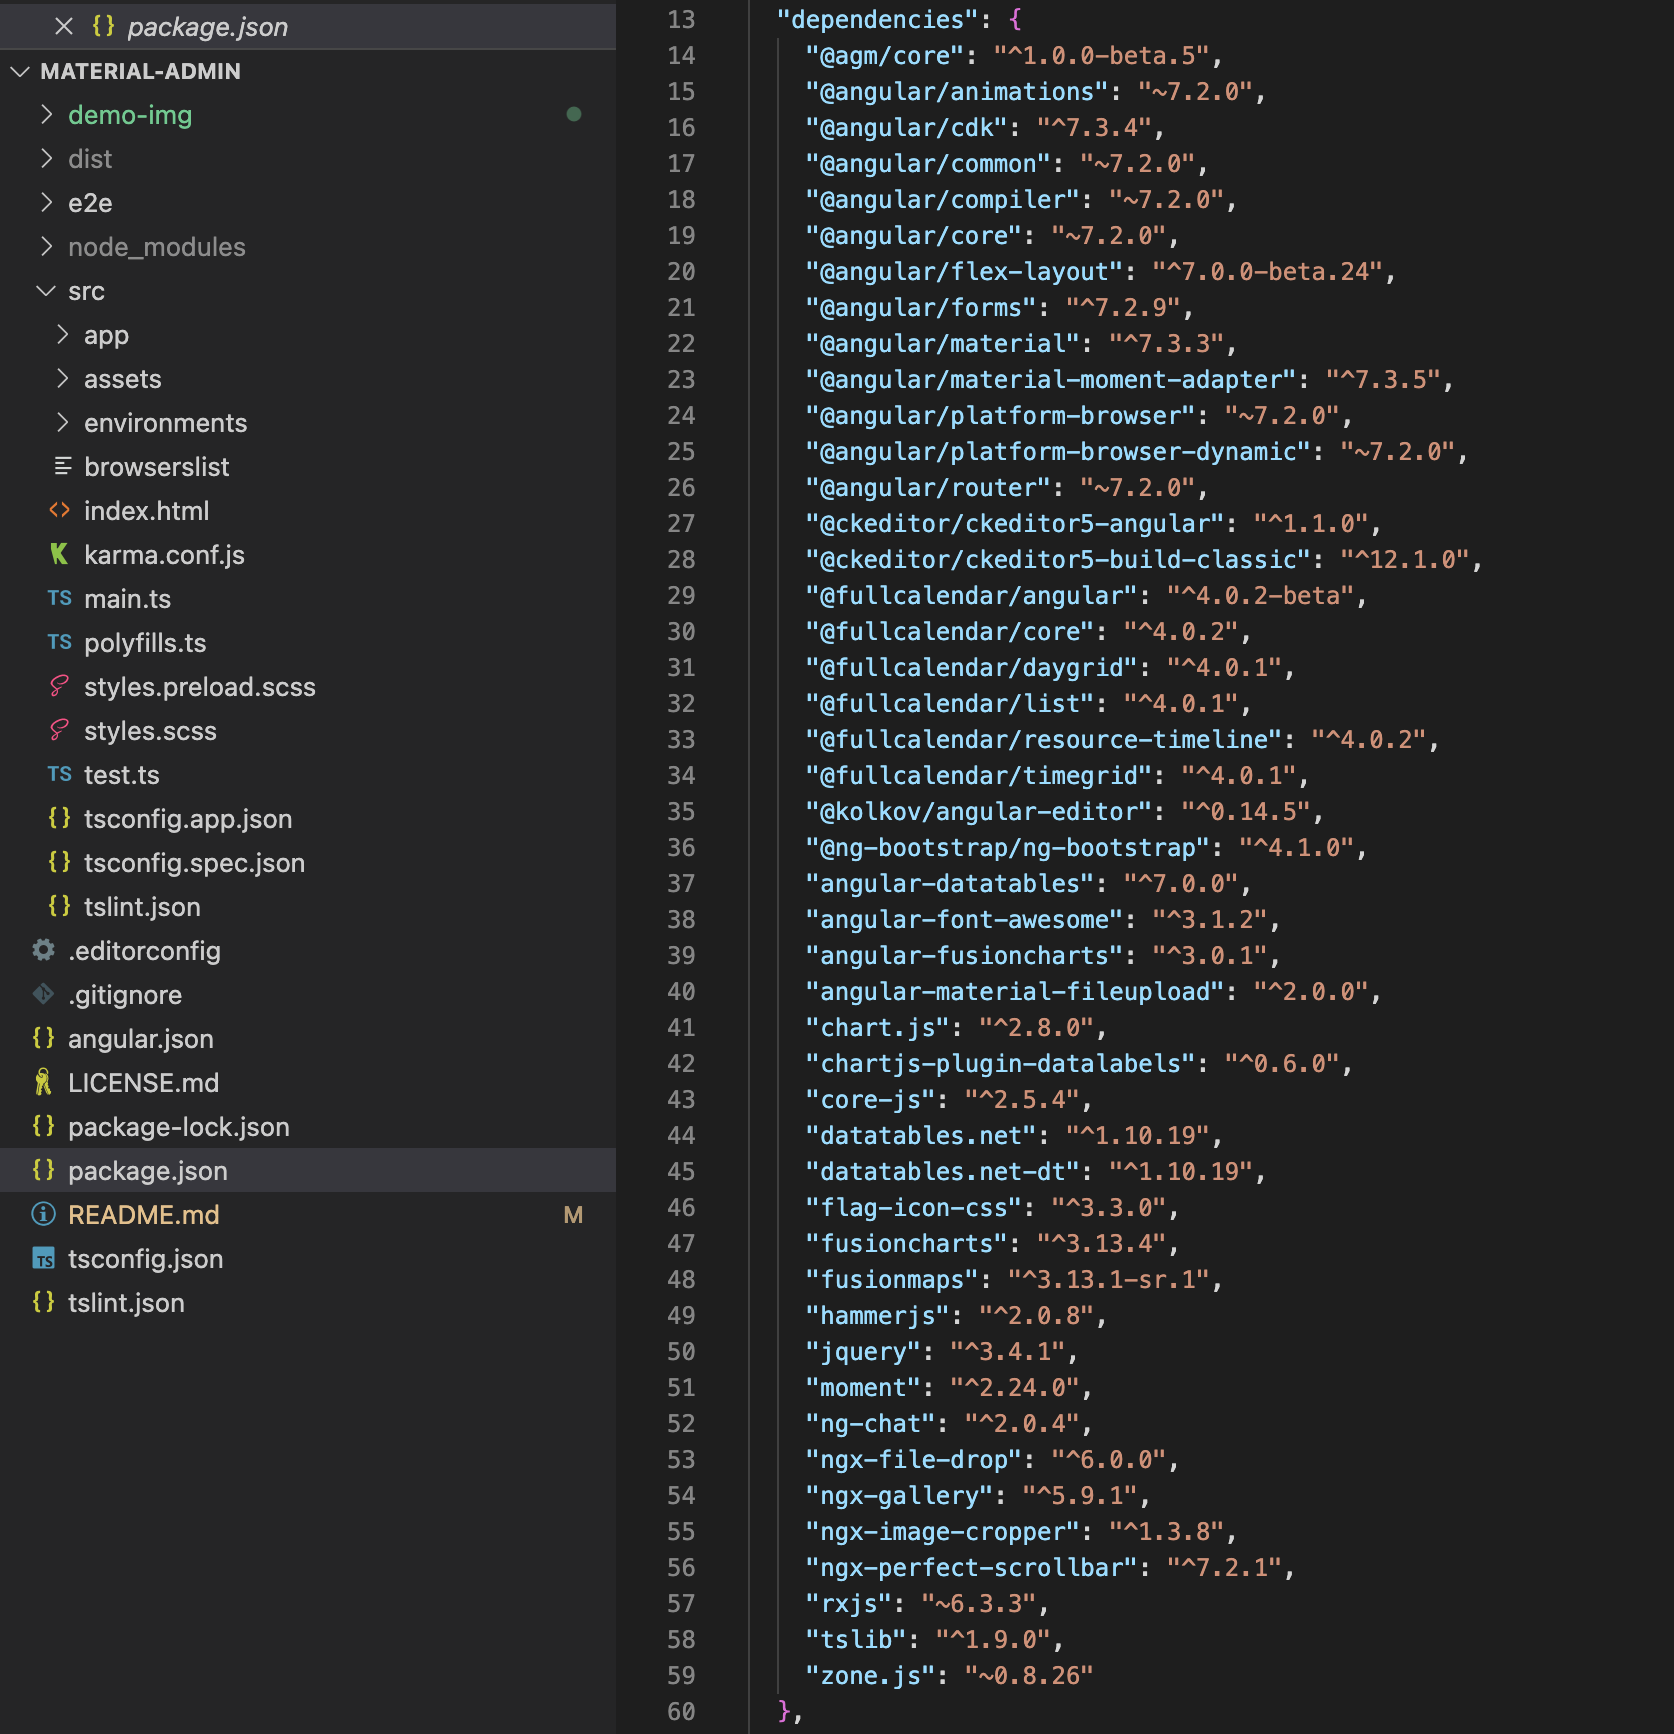 package.json
MATERIAL-ADMIN
demo-img
dist
e2e
node_modules
src
app
assets
environments
browserslist
index.html
karma.conf.js
TS main.ts
TS polyfills.ts
styles.preload.scss
styles.scss
TS test.ts
{} tsconfig.app.json
{} tsconfig.spec.json
{} tslint.json
.editorconfig
.gitignore
{} angular.json
LICENSE.md
{} package-lock.json
{} package.json
README.md M
TS tsconfig.json
{} tslint.json
13 "dependencies": {
14 "@agm/core": "^1.0.0-beta.5",
15 "@angular/animations": "~7.2.0",
16 "@angular/cdk": "^7.3.4",
17 "@angular/common": "~7.2.0",
18 "@angular/compiler": "~7.2.0",
19 "@angular/core": "~7.2.0",
20 "@angular/flex-layout": "^7.0.0-beta.24",
21 "@angular/forms": "^7.2.9",
22 "@angular/material": "^7.3.3",
23 "@angular/material-moment-adapter": "^7.3.5",
24 "@angular/platform-browser": "~7.2.0",
25 "@angular/platform-browser-dynamic": "~7.2.0",
26 "@angular/router": "~7.2.0",
27 "@ckeditor/ckeditor5-angular": "^1.1.0",
28 "@ckeditor/ckeditor5-build-classic": "^12.1.0",
29 "@fullcalendar/angular": "^4.0.2-beta",
30 "@fullcalendar/core": "^4.0.2",
31 "@fullcalendar/daygrid": "^4.0.1",
32 "@fullcalendar/list": "^4.0.1",
33 "@fullcalendar/resource-timeline": "^4.0.2",
34 "@fullcalendar/timegrid": "^4.0.1",
35 "@kolkov/angular-editor": "^0.14.5",
36 "@ng-bootstrap/ng-bootstrap": "^4.1.0",
37 "angular-datatables": "^7.0.0",
38 "angular-font-awesome": "^3.1.2",
39 "angular-fusioncharts": "^3.0.1",
40 "angular-material-fileupload": "^2.0.0",
41 "chart.js": "^2.8.0",
42 "chartjs-plugin-datalabels": "^0.6.0",
43 "core-js": "^2.5.4",
44 "datatables.net": "^1.10.19",
45 "datatables.net-dt": "^1.10.19",
46 "flag-icon-css": "^3.3.0",
47 "fusioncharts": "^3.13.4",
48 "fusionmaps": "^3.13.1-sr.1",
49 "hammerjs": "^2.0.8",
50 "jquery": "^3.4.1",
51 "moment": "^2.24.0",
52 "ng-chat": "^2.0.4",
53 "ngx-file-drop": "^6.0.0",
54 "ngx-gallery": "^5.9.1",
55 "ngx-image-cropper": "^1.3.8",
56 "ngx-perfect-scrollbar": "^7.2.1",
57 "rxjs": "~6.3.3",
58 "tslib": "^1.9.0",
59 "zone.js": "~0.8.26"
60 },